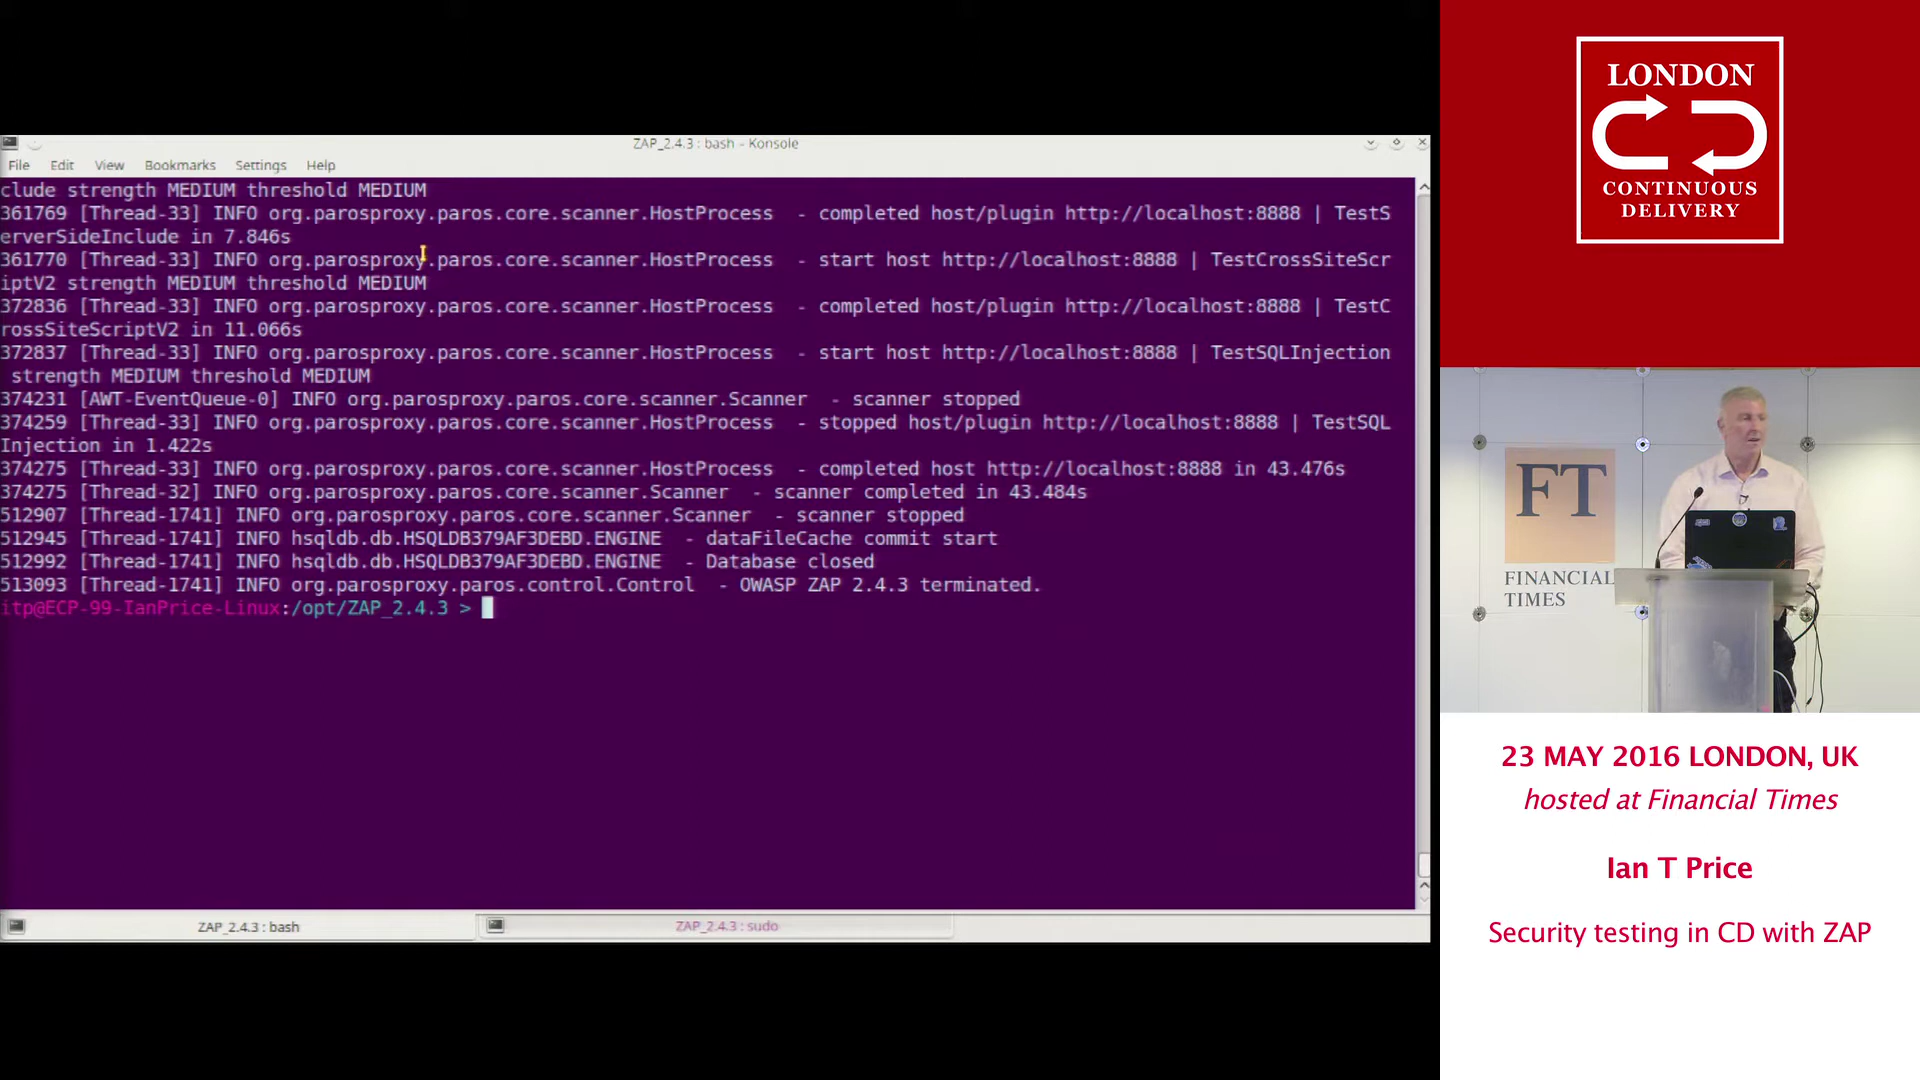 ZAP_2.4.3 : bash - Konsole
File Edit View Bookmarks Settings Help
clude strength MEDIUM threshold MEDIUM
361769 [Thread-33] INFO org.parosproxy.paros.core.scanner.HostProcess  - completed host/plugin http://localhost:8888 | TestS
erverSideInclude in 7.846s
361770 [Thread-33] INFO org.parosproxy.paros.core.scanner.HostProcess  - start host http://localhost:8888 | TestCrossSiteScr
iptV2 strength MEDIUM threshold MEDIUM
372836 [Thread-33] INFO org.parosproxy.paros.core.scanner.HostProcess  - completed host/plugin http://localhost:8888 | TestC
rossSiteScriptV2 in 11.066s
372837 [Thread-33] INFO org.parosproxy.paros.core.scanner.HostProcess  - start host http://localhost:8888 | TestSQLInjection
 strength MEDIUM threshold MEDIUM
374231 [AWT-EventQueue-0] INFO org.parosproxy.paros.core.scanner.Scanner  - scanner stopped
374259 [Thread-33] INFO org.parosproxy.paros.core.scanner.HostProcess  - stopped host/plugin http://localhost:8888 | TestSQL
Injection in 1.422s
374275 [Thread-33] INFO org.parosproxy.paros.core.scanner.HostProcess  - completed host http://localhost:8888 in 43.476s
374275 [Thread-32] INFO org.parosproxy.paros.core.scanner.Scanner  - scanner completed in 43.484s
512907 [Thread-1741] INFO org.parosproxy.paros.core.scanner.Scanner  - scanner stopped
512945 [Thread-1741] INFO hsqldb.db.HSQLDB379AF3DEBD.ENGINE  - dataFileCache commit start
512992 [Thread-1741] INFO hsqldb.db.HSQLDB379AF3DEBD.ENGINE  - Database closed
513093 [Thread-1741] INFO org.parosproxy.paros.control.Control  - OWASP ZAP 2.4.3 terminated.
itp@ECP-99-IanPrice-Linux:/opt/ZAP_2.4.3 >
ZAP_2.4.3 : bash
ZAP_2.4.3 : sudo
LONDON
CONTINUOUS
DELIVERY
FT
FINANCIAL
TIMES
23 MAY 2016 LONDON, UK
hosted at Financial Times
Ian T Price
Security testing in CD with ZAP